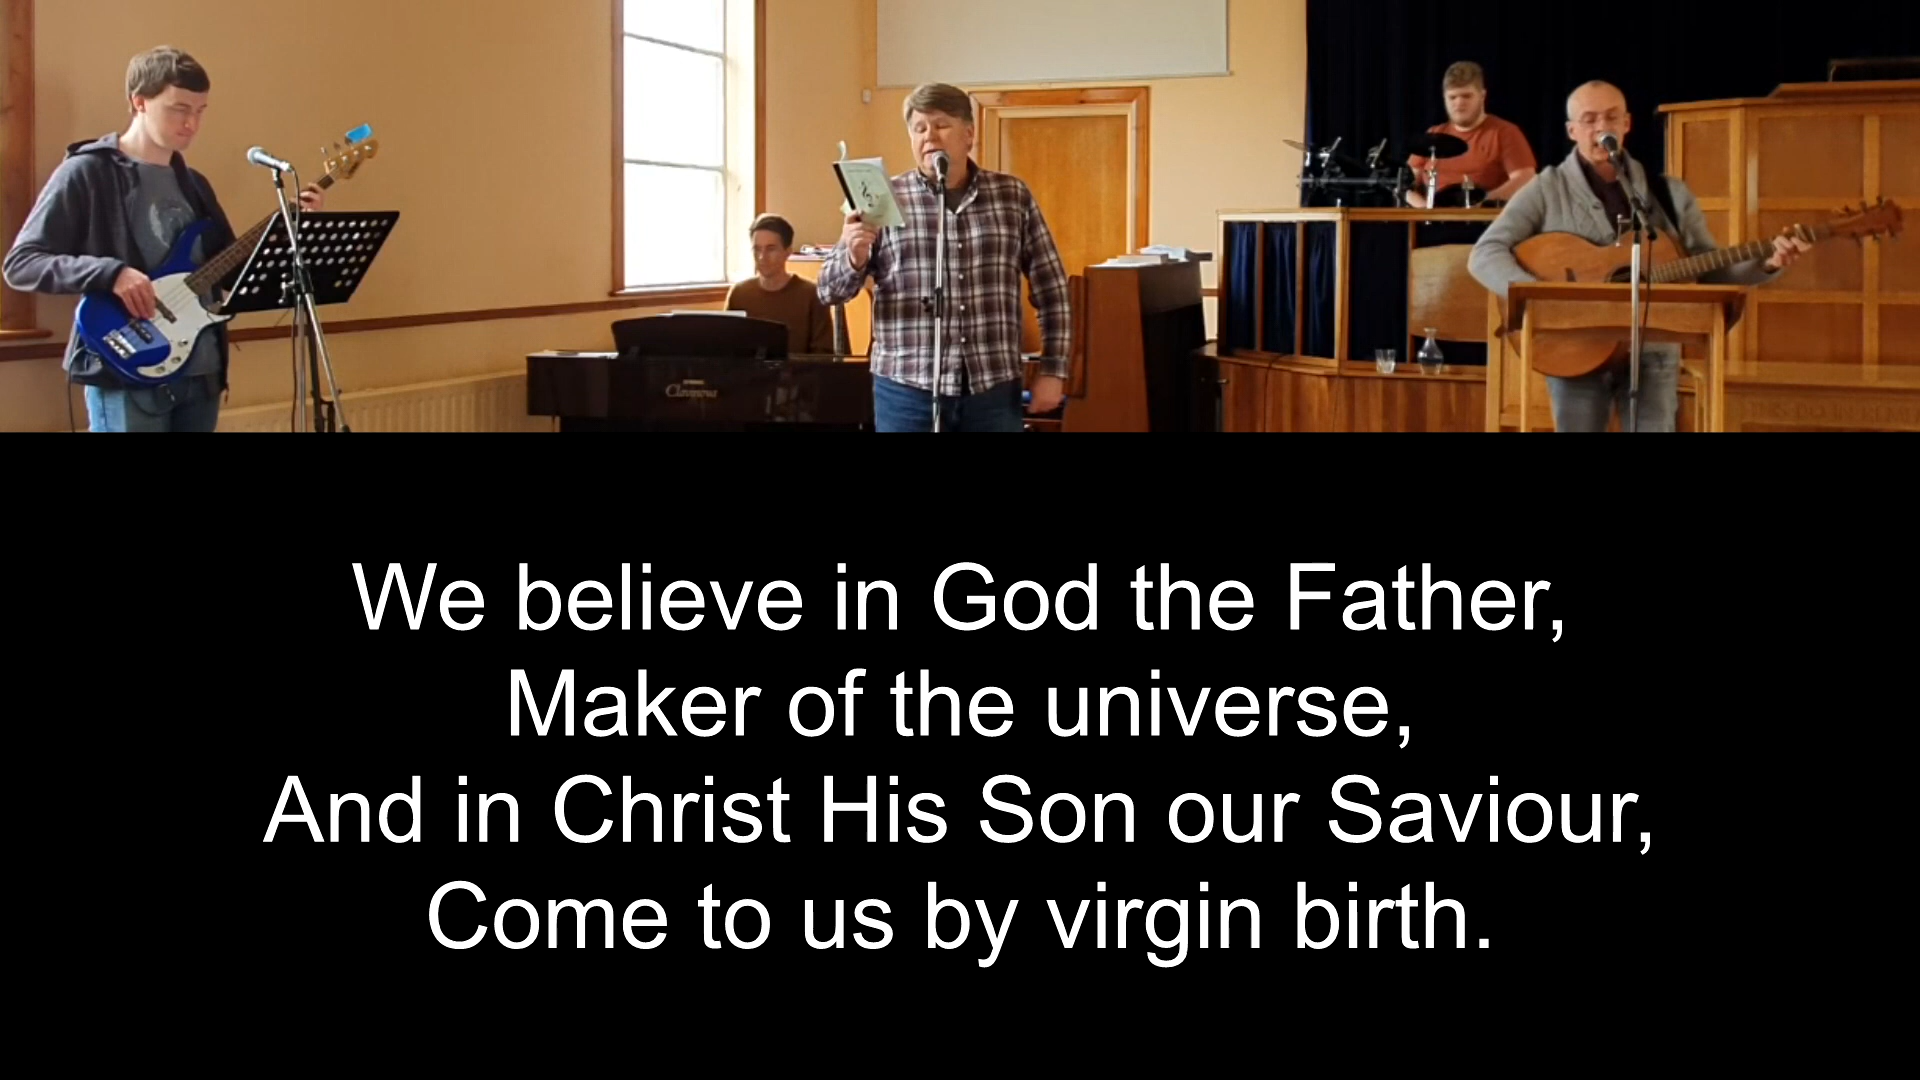 Clavinova
We believe in God the Father,
Maker of the universe,
And in Christ His Son our Saviour,
Come to us by virgin birth.